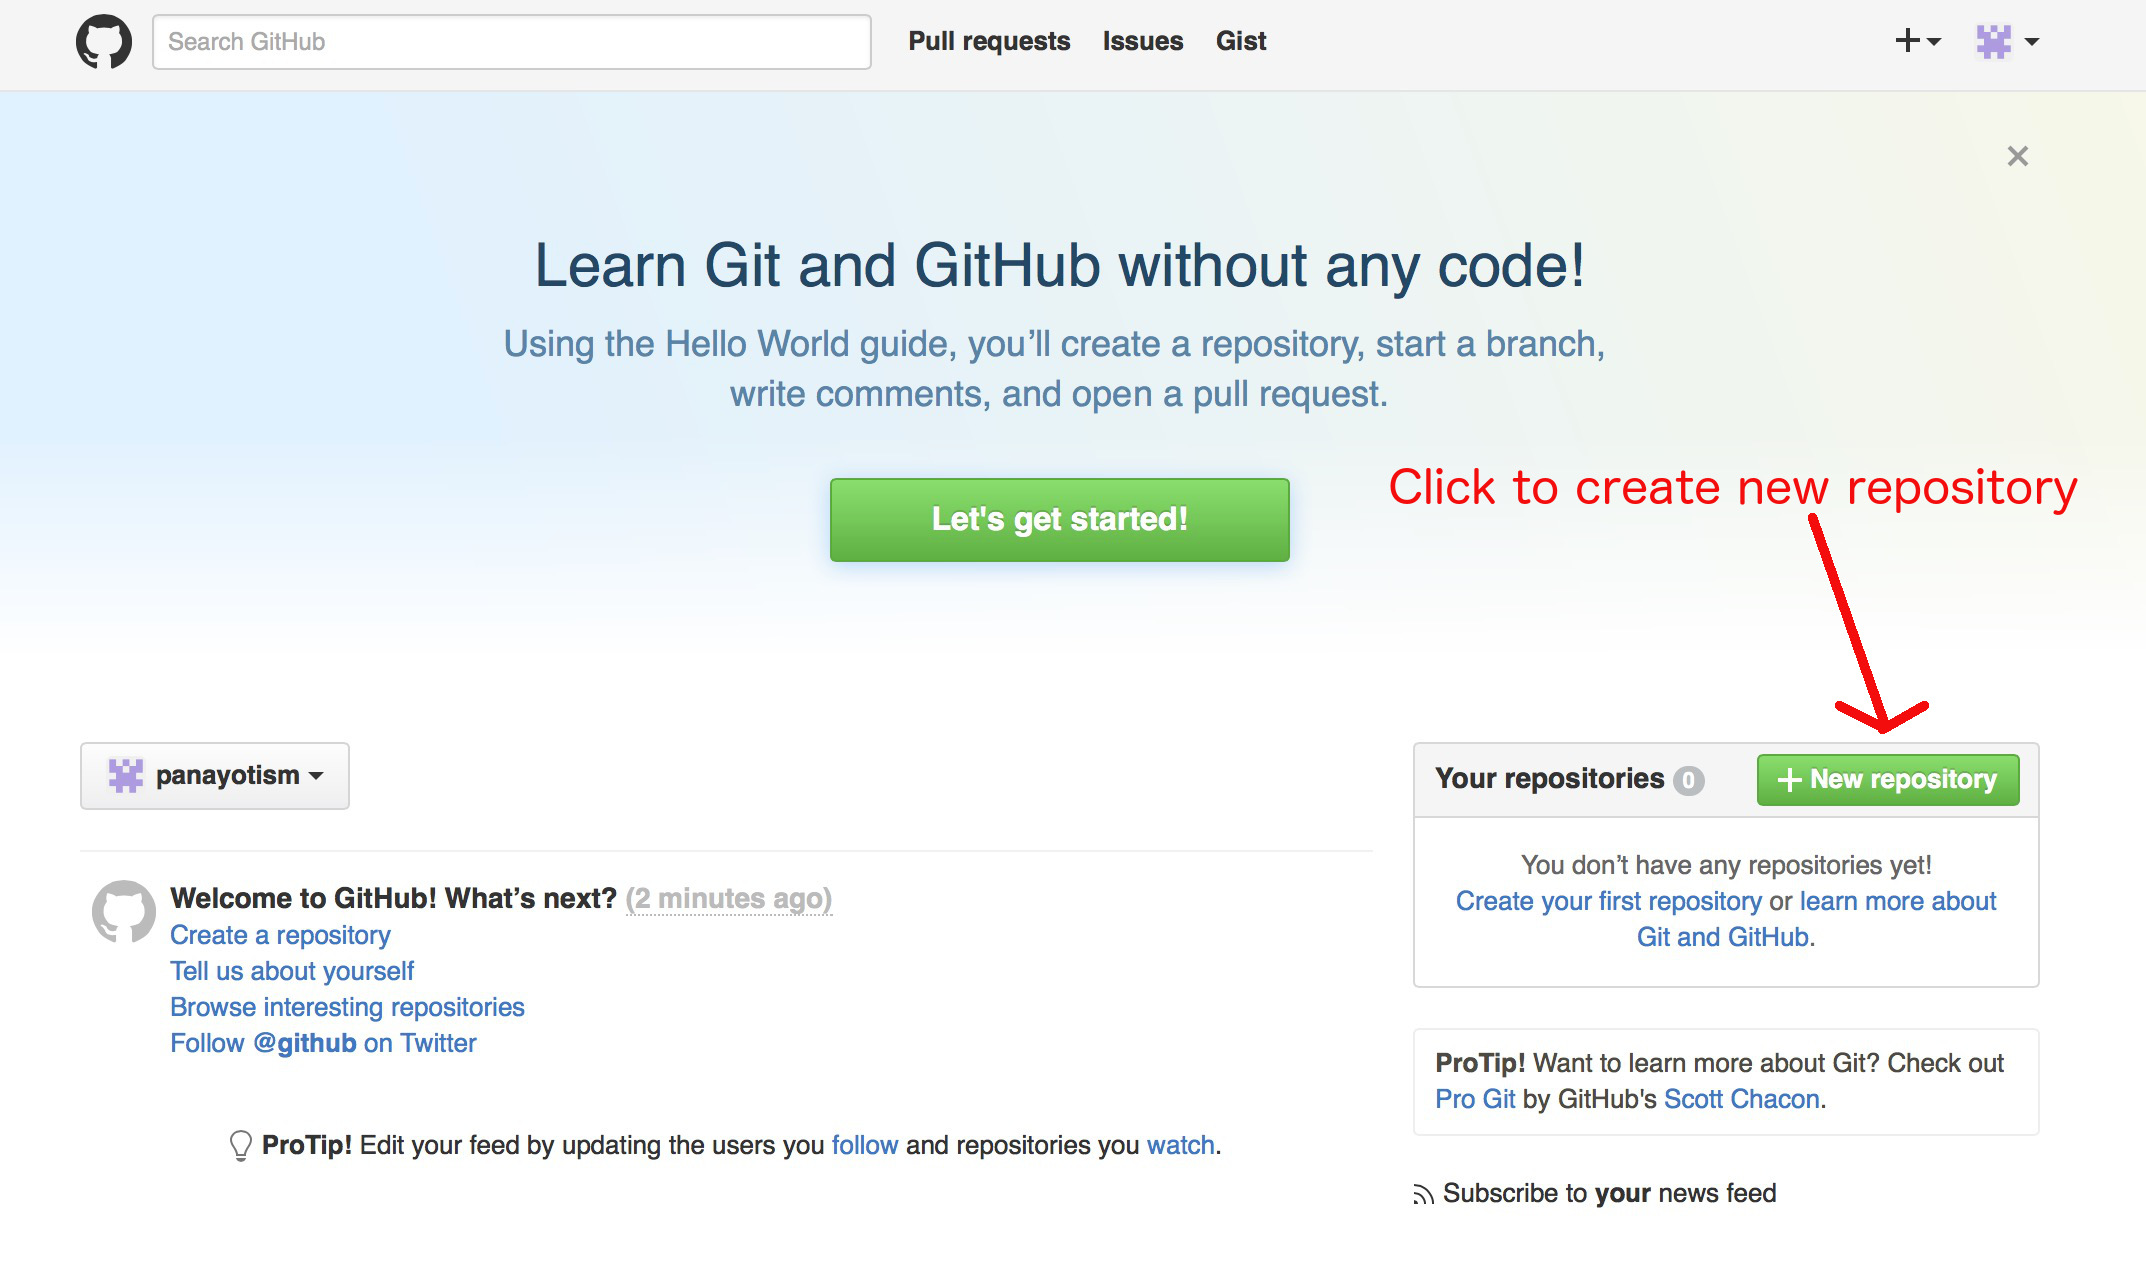 Search GitHub
Pull requests
Issues
Gist
Learn Git and GitHub without any code!
Using the Hello World guide, you’ll create a repository, start a branch,
write comments, and open a pull request.
Let's get started!
Click to create new repository
panayotism
Your repositories 0
+ New repository
You don’t have any repositories yet!
Create your first repository or learn more about
Git and GitHub.
Welcome to GitHub! What’s next? (2 minutes ago)
Create a repository
Tell us about yourself
Browse interesting repositories
Follow @github on Twitter
ProTip! Edit your feed by updating the users you follow and repositories you watch.
ProTip! Want to learn more about Git? Check out
Pro Git by GitHub's Scott Chacon.
Subscribe to your news feed